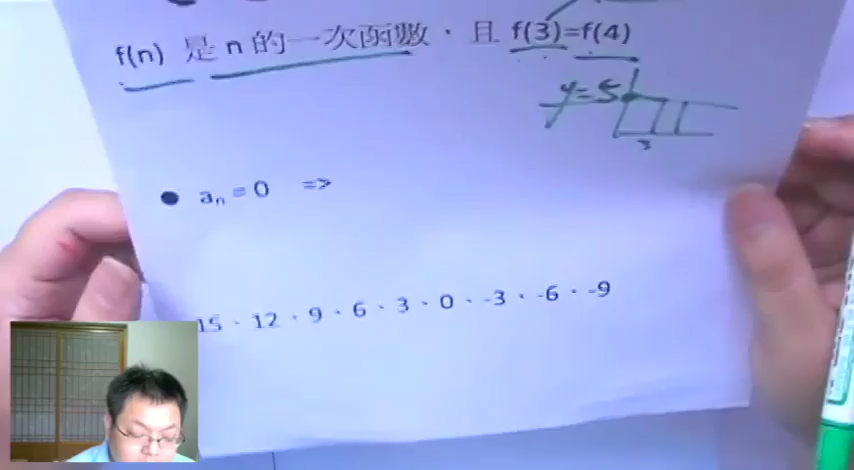 f(n) 是 n 的一次函數，且 f(3)=f(4)
y=5
3
● aₙ = 0 =>
15、12、9、6、3、0、-3、-6、-9